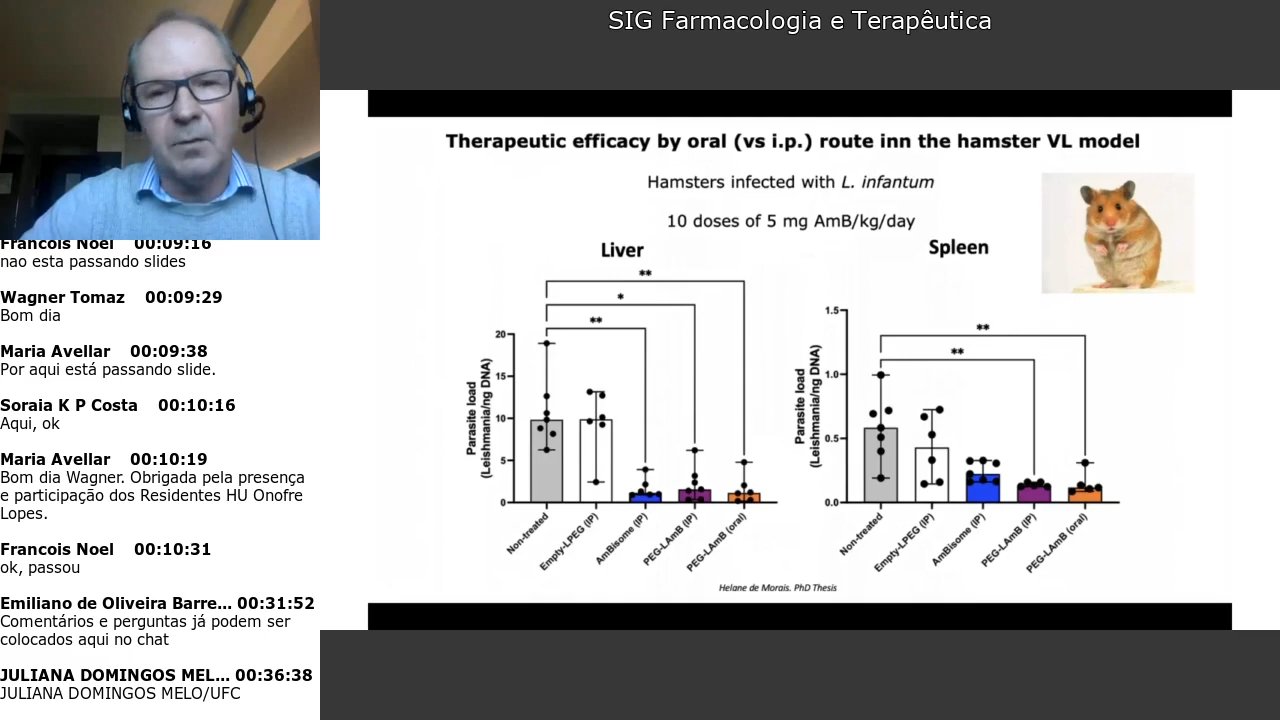 SIG Farmacologia e Terapêutica
Francois Noel 00:09:16
nao esta passando slides
Wagner Tomaz 00:09:29
Bom dia
Maria Avellar 00:09:38
Por aqui está passando slide.
Soraia K P Costa 00:10:16
Aqui, ok
Maria Avellar 00:10:19
Bom dia Wagner. Obrigada pela presença
e participação dos Residentes HU Onofre
Lopes.
Francois Noel 00:10:31
ok, passou
Emiliano de Oliveira Barre... 00:31:52
Comentários e perguntas já podem ser
colocados aqui no chat
JULIANA DOMINGOS MEL... 00:36:38
JULIANA DOMINGOS MELO/UFC
Therapeutic efficacy by oral (vs i.p.) route inn the hamster VL model
Hamsters infected with L. infantum
10 doses of 5 mg AmB/kg/day
Liver
**
*
**
20
15
10
5
0
Parasite load
(Leishmania/ng DNA)
Non-treated
Empty-LPEG (IP)
AmBisome (IP)
PEG-LAmB (IP)
PEG-LAmB (oral)
Spleen
**
**
1.5
1.0
0.5
0.0
Parasite load
(Leishmania/ng DNA)
Non-treated
Empty-LPEG (IP)
AmBisome (IP)
PEG-LAmB (IP)
PEG-LAmB (oral)
Helane de Morais. PhD Thesis